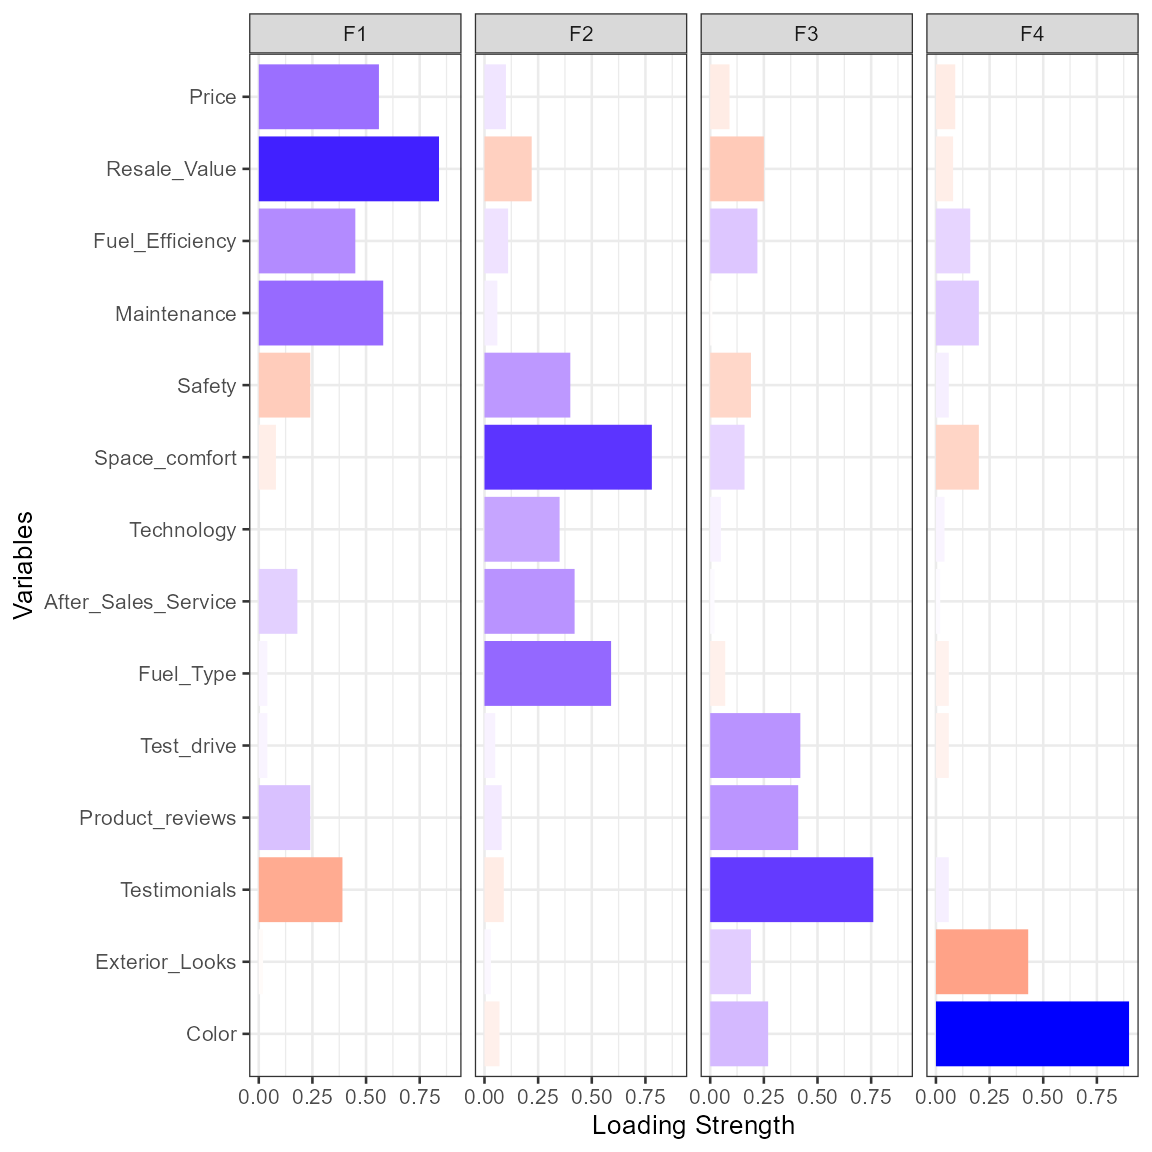 F1 F2 F3 F4
Price
Resale_Value
Fuel_Efficiency
Maintenance
Safety
Space_comfort
Technology
After_Sales_Service
Fuel_Type
Test_drive
Product_reviews
Testimonials
Exterior_Looks
Color
Variables
0.00 0.25 0.50 0.75 0.00 0.25 0.50 0.75 0.00 0.25 0.50 0.75 0.00 0.25 0.50 0.75
Loading Strength